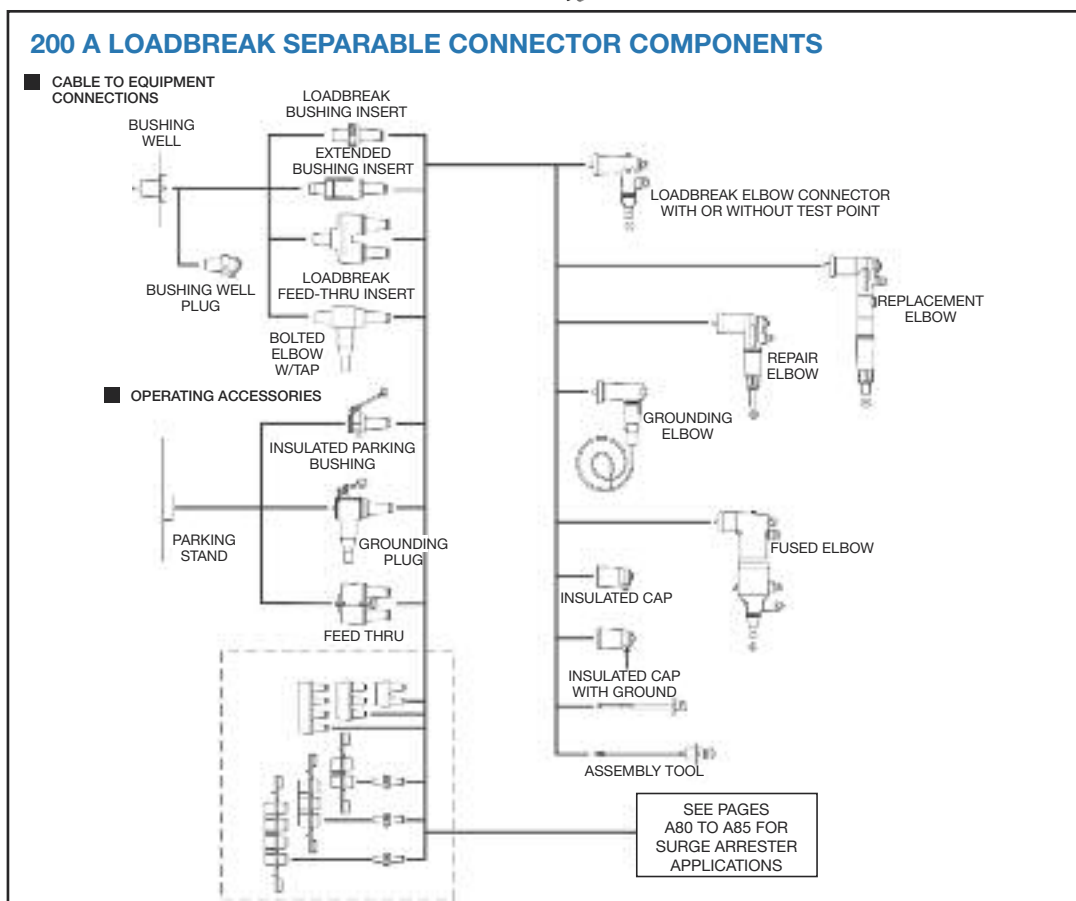 200 A LOADBREAK SEPARABLE CONNECTOR COMPONENTS
CABLE TO EQUIPMENT
CONNECTIONS
BUSHING
WELL
LOADBREAK
BUSHING INSERT
EXTENDED
BUSHING INSERT
LOADBREAK
FEED-THRU INSERT
BUSHING WELL
PLUG
BOLTED
ELBOW
W/TAP
OPERATING ACCESSORIES
INSULATED PARKING
BUSHING
PARKING
STAND
GROUNDING
PLUG
FEED THRU
LOADBREAK ELBOW CONNECTOR
WITH OR WITHOUT TEST POINT
REPLACEMENT
ELBOW
REPAIR
ELBOW
GROUNDING
ELBOW
FUSED ELBOW
INSULATED CAP
INSULATED CAP
WITH GROUND
ASSEMBLY TOOL
SEE PAGES
A80 TO A85 FOR
SURGE ARRESTER
APPLICATIONS